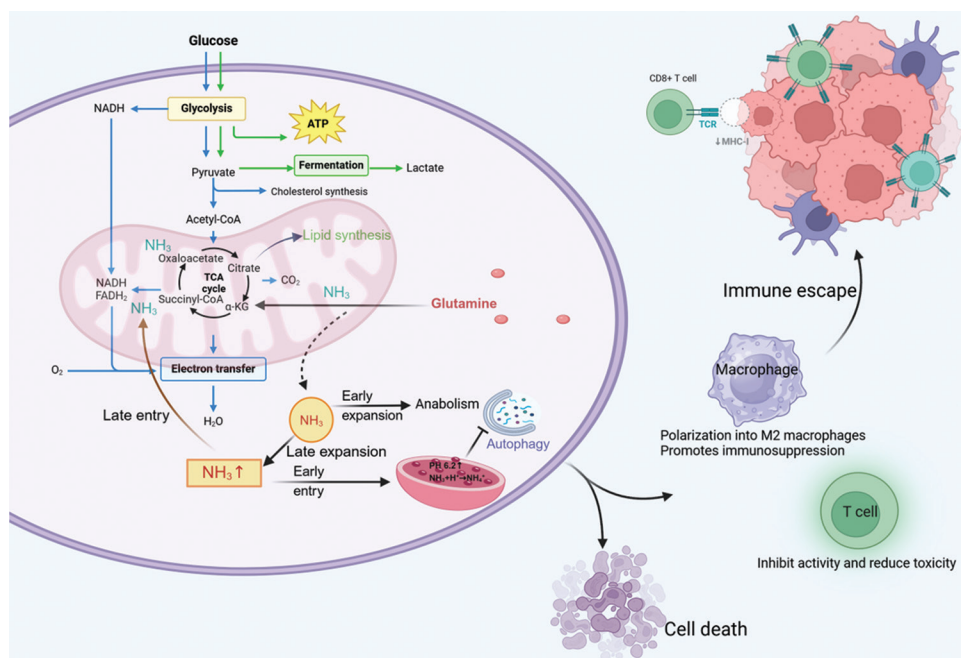 Glucose
NADH
Glycolysis
ATP
Pyruvate
Fermentation
Lactate
Cholesterol synthesis
Acetyl-CoA
NH₃
Lipid synthesis
Oxaloacetate
Citrate
TCA
cycle
CO₂
NADH
FADH₂
Succinyl-CoA
α-KG
NH₃
NH₃
Glutamine
O₂
Electron transfer
H₂O
Late entry
NH₃
Early
expansion
Anabolism
Autophagy
Late expansion
NH₃↑
Early
entry
PH 6.2↑
NH₃+H⁺→NH₄⁺
CD8+ T cell
TCR
↓MHC-I
Immune escape
Macrophage
Polarization into M2 macrophages
Promotes immunosuppression
T cell
Inhibit activity and reduce toxicity
Cell death